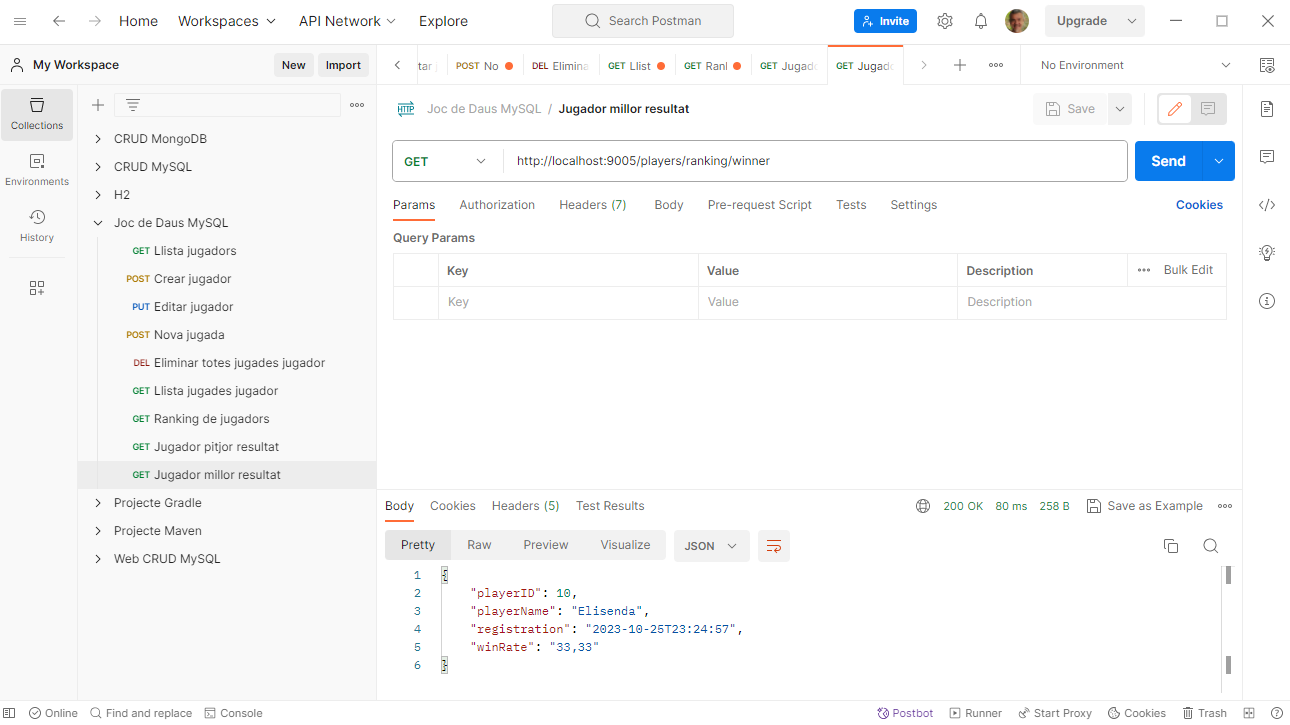 Home Workspaces API Network Explore Search Postman Invite Upgrade
My Workspace New Import
POST No DEL Elimina GET Llist GET Ranl GET Jugad GET Jugad No Environment
Collections
Environments
History
CRUD MongoDB
CRUD MySQL
H2
Joc de Daus MySQL
GET Llista jugadors
POST Crear jugador
PUT Editar jugador
POST Nova jugada
DEL Eliminar totes jugades jugador
GET Llista jugades jugador
GET Ranking de jugadors
GET Jugador pitjor resultat
GET Jugador millor resultat
Projecte Gradle
Projecte Maven
Web CRUD MySQL
HTTP Joc de Daus MySQL / Jugador millor resultat Save
GET http://localhost:9005/players/ranking/winner Send
Params Authorization Headers (7) Body Pre-request Script Tests Settings Cookies
Query Params
Key Value Description Bulk Edit
Key Value Description
Body Cookies Headers (5) Test Results 200 OK 80 ms 258 B Save as Example
Pretty Raw Preview Visualize JSON
1 {
2 "playerID": 10,
3 "playerName": "Elisenda",
4 "registration": "2023-10-25T23:24:57",
5 "winRate": "33,33"
6 }
Online Find and replace Console Postbot Runner Start Proxy Cookies Trash